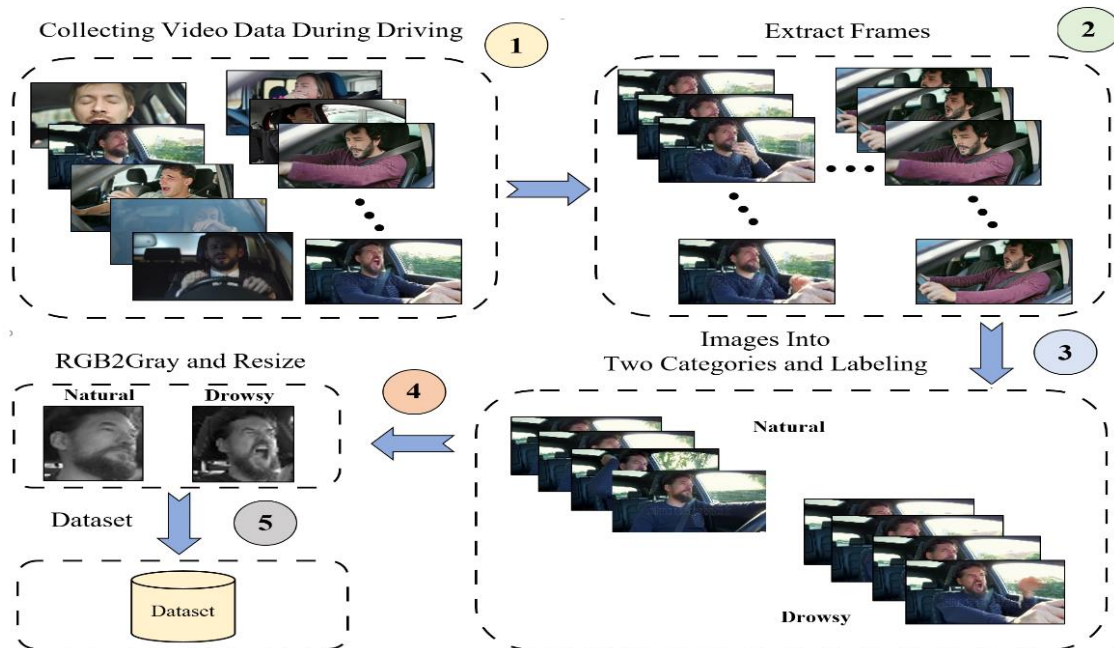 Collecting Video Data During Driving
1
Extract Frames
2
Images Into
Two Categories and Labeling
3
Natural
Drowsy
RGB2Gray and Resize
4
Natural
Drowsy
Dataset
5
Dataset